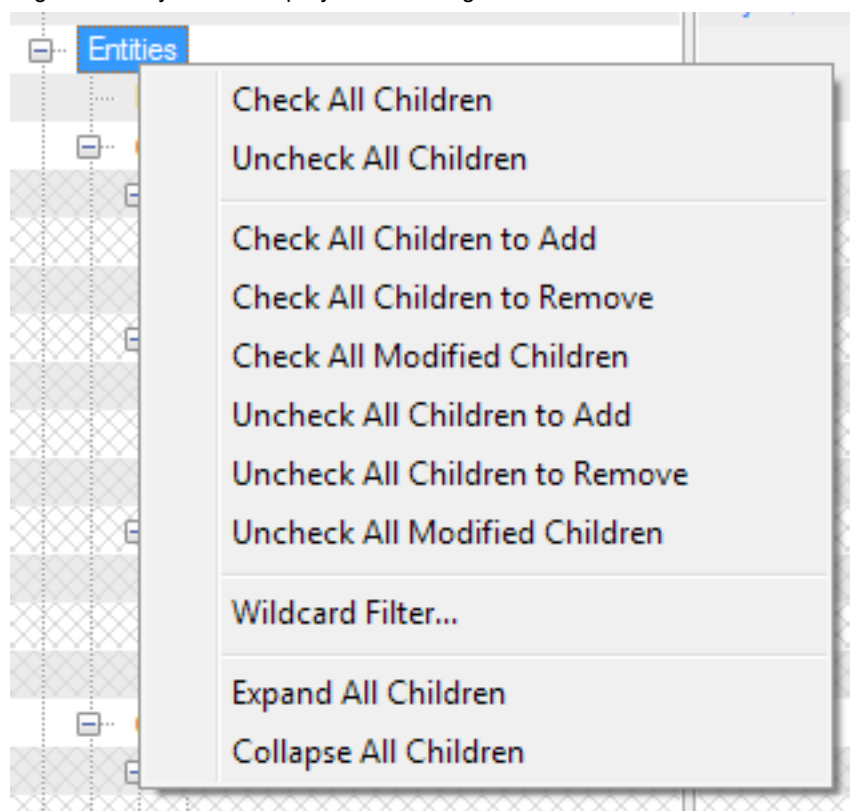 Entities
Check All Children
Uncheck All Children
Check All Children to Add
Check All Children to Remove
Check All Modified Children
Uncheck All Children to Add
Uncheck All Children to Remove
Uncheck All Modified Children
Wildcard Filter...
Expand All Children
Collapse All Children